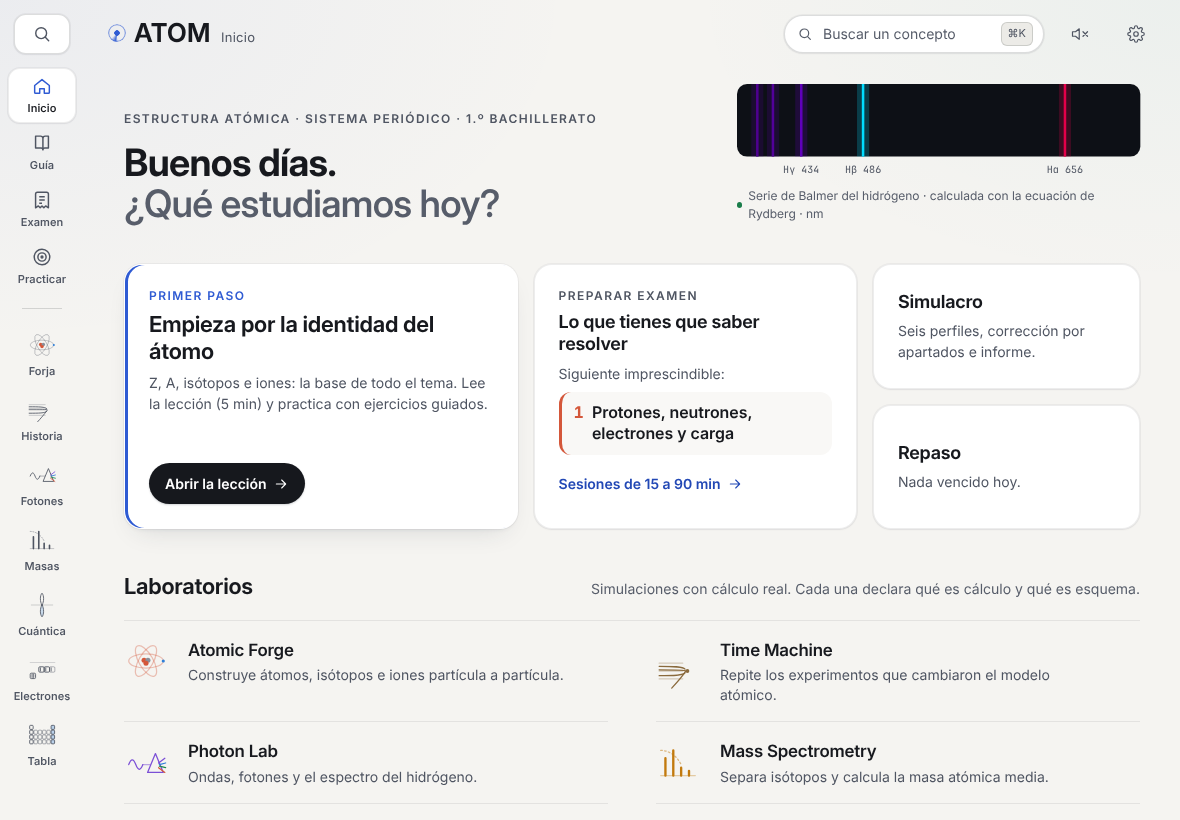 ATOM Inicio
Buscar un concepto ⌘K
Inicio
Guía
Examen
Practicar
Forja
Historia
Fotones
Masas
Cuántica
Electrones
Tabla
ESTRUCTURA ATÓMICA · SISTEMA PERIÓDICO · 1.º BACHILLERATO
Buenos días.
¿Qué estudiamos hoy?
Hγ 434 Hβ 486 Hα 656
Serie de Balmer del hidrógeno · calculada con la ecuación de
Rydberg · nm
PRIMER PASO
Empieza por la identidad del
átomo
Z, A, isótopos e iones: la base de todo el tema. Lee
la lección (5 min) y practica con ejercicios guiados.
Abrir la lección →
PREPARAR EXAMEN
Lo que tienes que saber
resolver
Siguiente imprescindible:
1 Protones, neutrones,
electrones y carga
Sesiones de 15 a 90 min →
Simulacro
Seis perfiles, corrección por
apartados e informe.
Repaso
Nada vencido hoy.
Laboratorios
Simulaciones con cálculo real. Cada una declara qué es cálculo y qué es esquema.
Atomic Forge
Construye átomos, isótopos e iones partícula a partícula.
Time Machine
Repite los experimentos que cambiaron el modelo
atómico.
Photon Lab
Ondas, fotones y el espectro del hidrógeno.
Mass Spectrometry
Separa isótopos y calcula la masa atómica media.